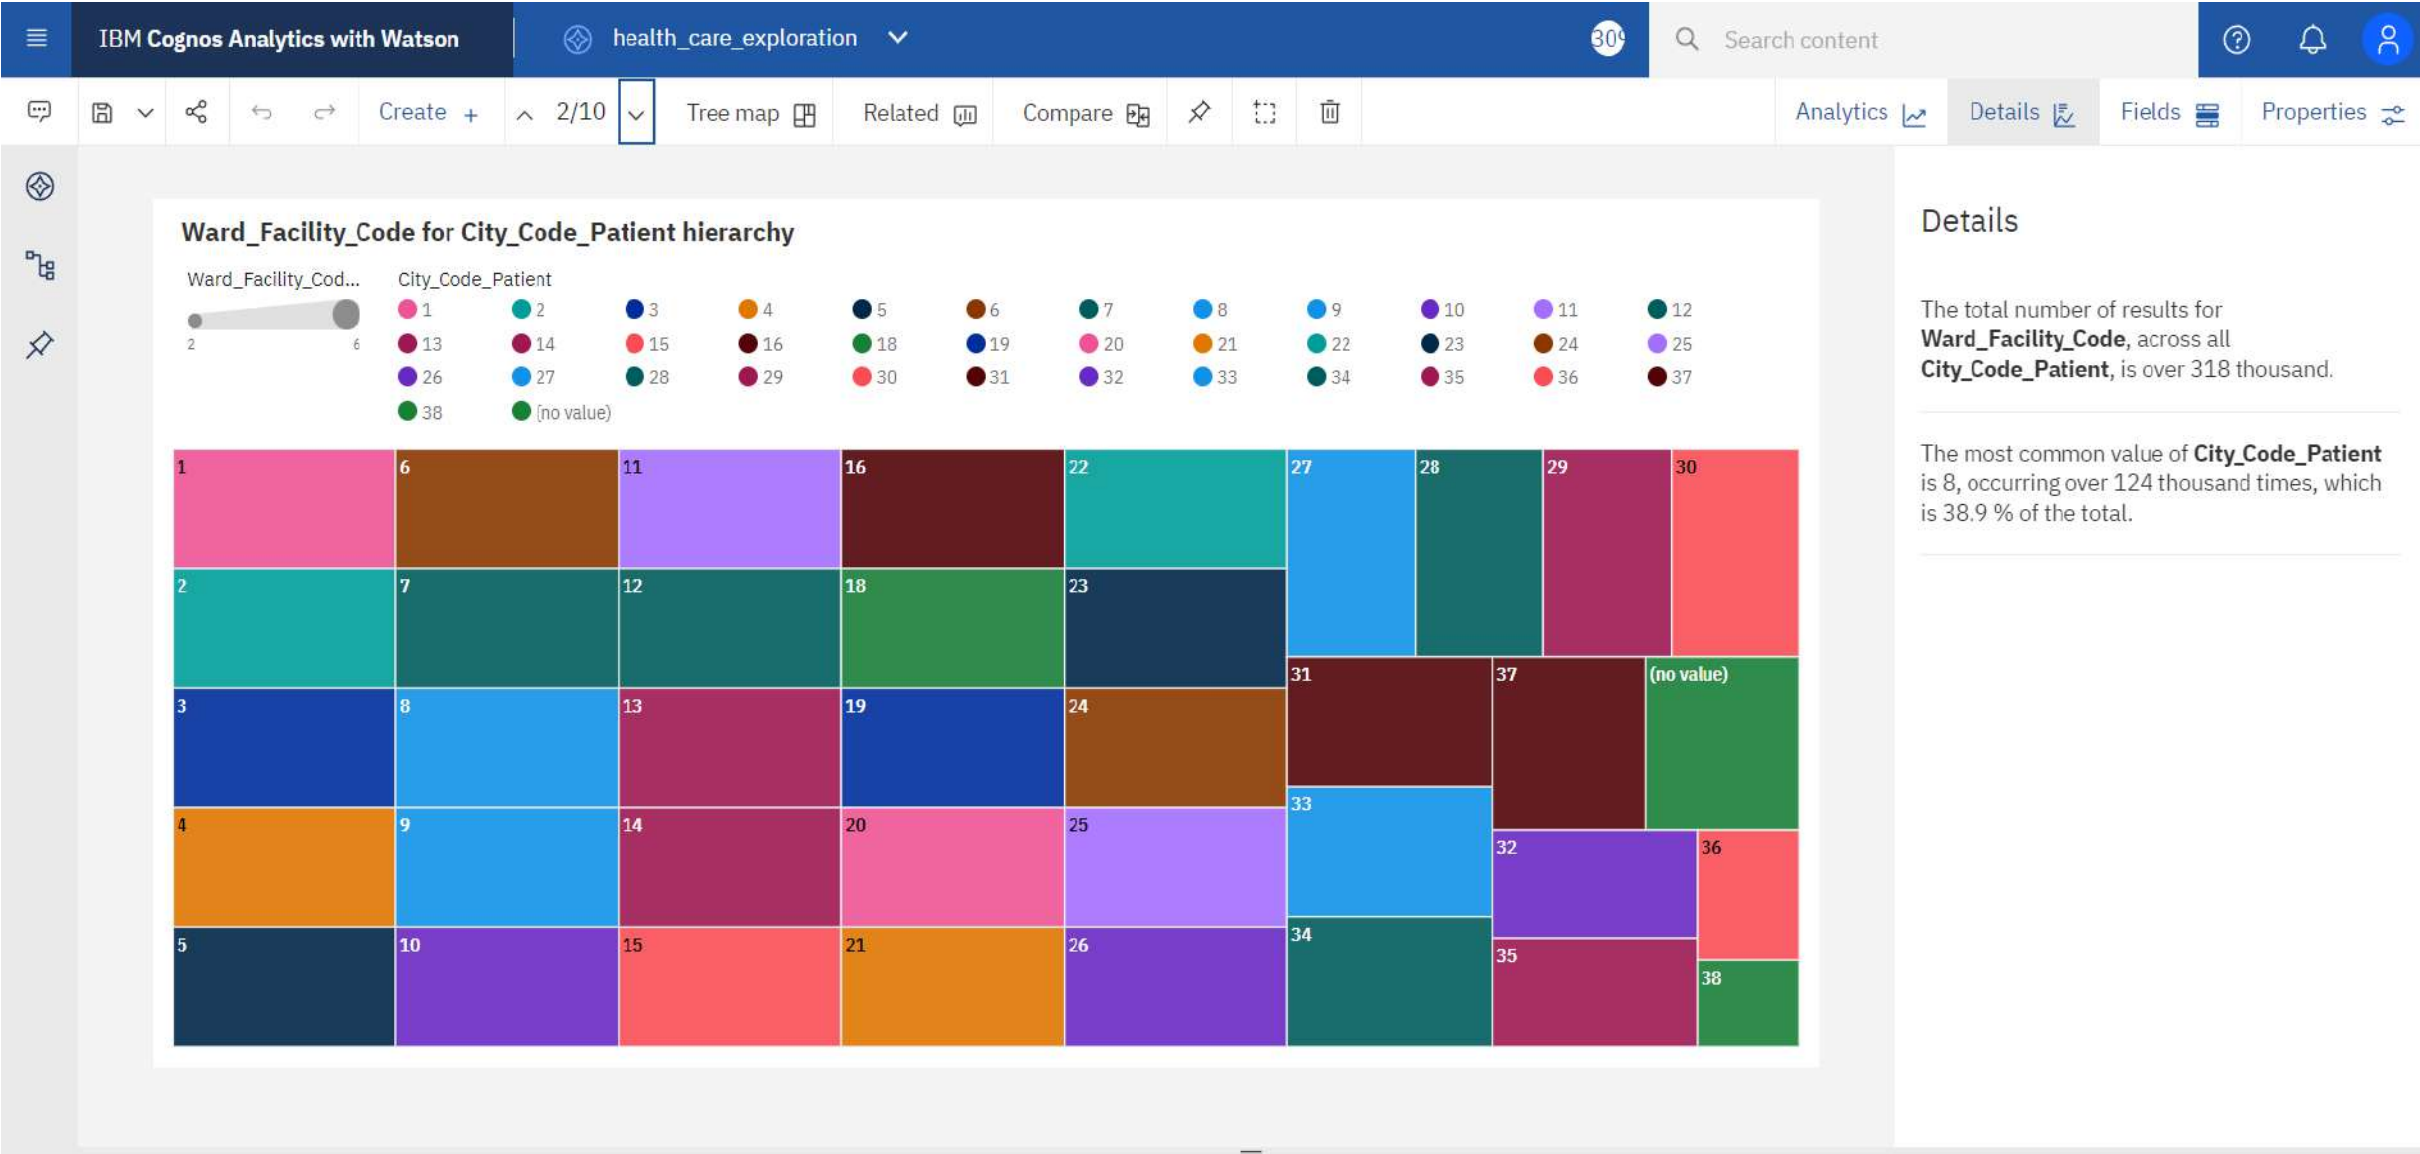 IBM Cognos Analytics with Watson
health_care_exploration
Search content
Create +
2/10
Tree map
Related
Compare
Analytics
Details
Fields
Properties
Ward_Facility_Code for City_Code_Patient hierarchy
Ward_Facility_Cod...
2 6
City_Code_Patient
1 2 3 4 5 6 7 8 9 10 11 12
13 14 15 16 18 19 20 21 22 23 24 25
26 27 28 29 30 31 32 33 34 35 36 37
38 (no value)
1 6 11 16 22 27 28 29 30
2 7 12 18 23
31 37 (no value)
3 8 13 19 24
33
4 9 14 20 25
32 36
34
5 10 15 21 26
35
38
Details
The total number of results for
Ward_Facility_Code, across all
City_Code_Patient, is over 318 thousand.
The most common value of City_Code_Patient
is 8, occurring over 124 thousand times, which
is 38.9 % of the total.